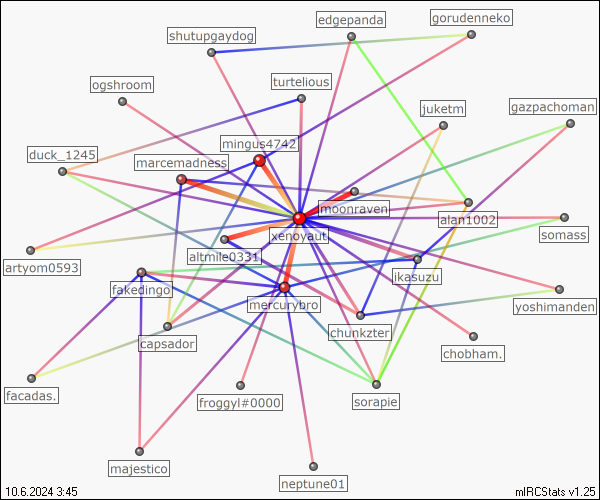 edgepanda
gorudenneko
shutupgaydog
ogshroom
turtelious
juketm
gazpachoman
mingus4742
duck_1245
marcemadness
moonraven
alan1002
somass
xenoyaut
altmile0331
artyom0593
ikasuzu
fakedingo
yoshimanden
mercurybro
chunkzter
capsador
chobham.
facadas.
froggyl#0000
sorapie
majestico
neptune01
10.6.2024 3:45
mIRCStats v1.25